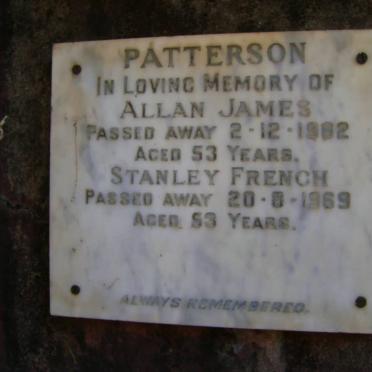 PATTERSON
IN LOVING MEMORY OF
ALLAN JAMES
PASSED AWAY 2-12-1982
AGED 53 YEARS.
STANLEY FRENCH
PASSED AWAY 20-8-1969
AGED 53 YEARS.
ALWAYS REMEMBERED.